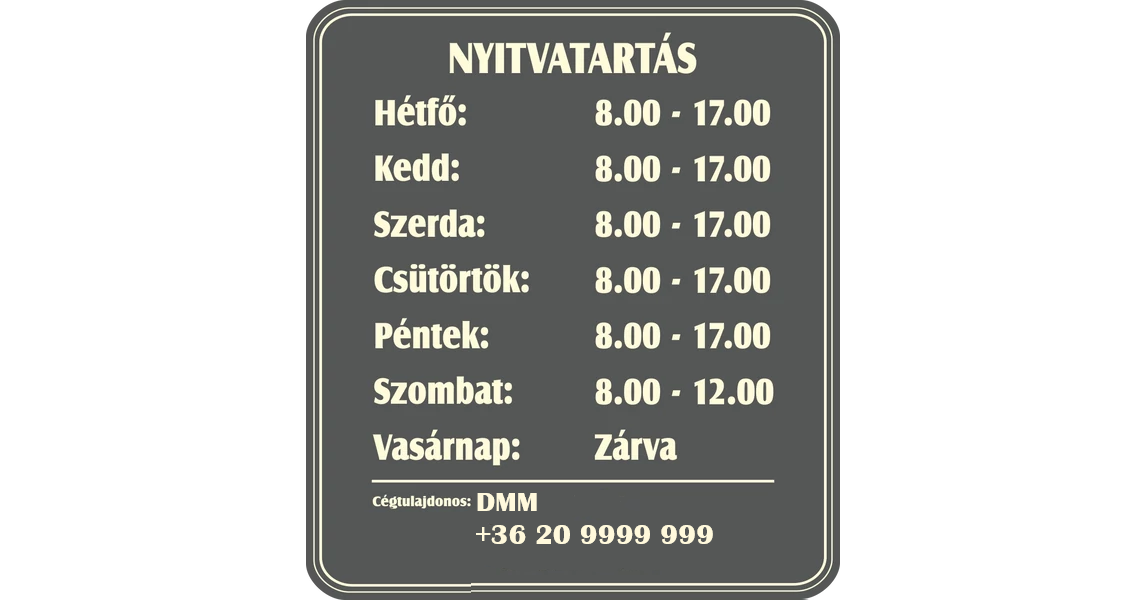 NYITVATARTÁS
Hétfő: 8.00 - 17.00
Kedd: 8.00 - 17.00
Szerda: 8.00 - 17.00
Csütörtök: 8.00 - 17.00
Péntek: 8.00 - 17.00
Szombat: 8.00 - 12.00
Vasárnap: Zárva
Cégtulajdonos: DMM
+36 20 9999 999